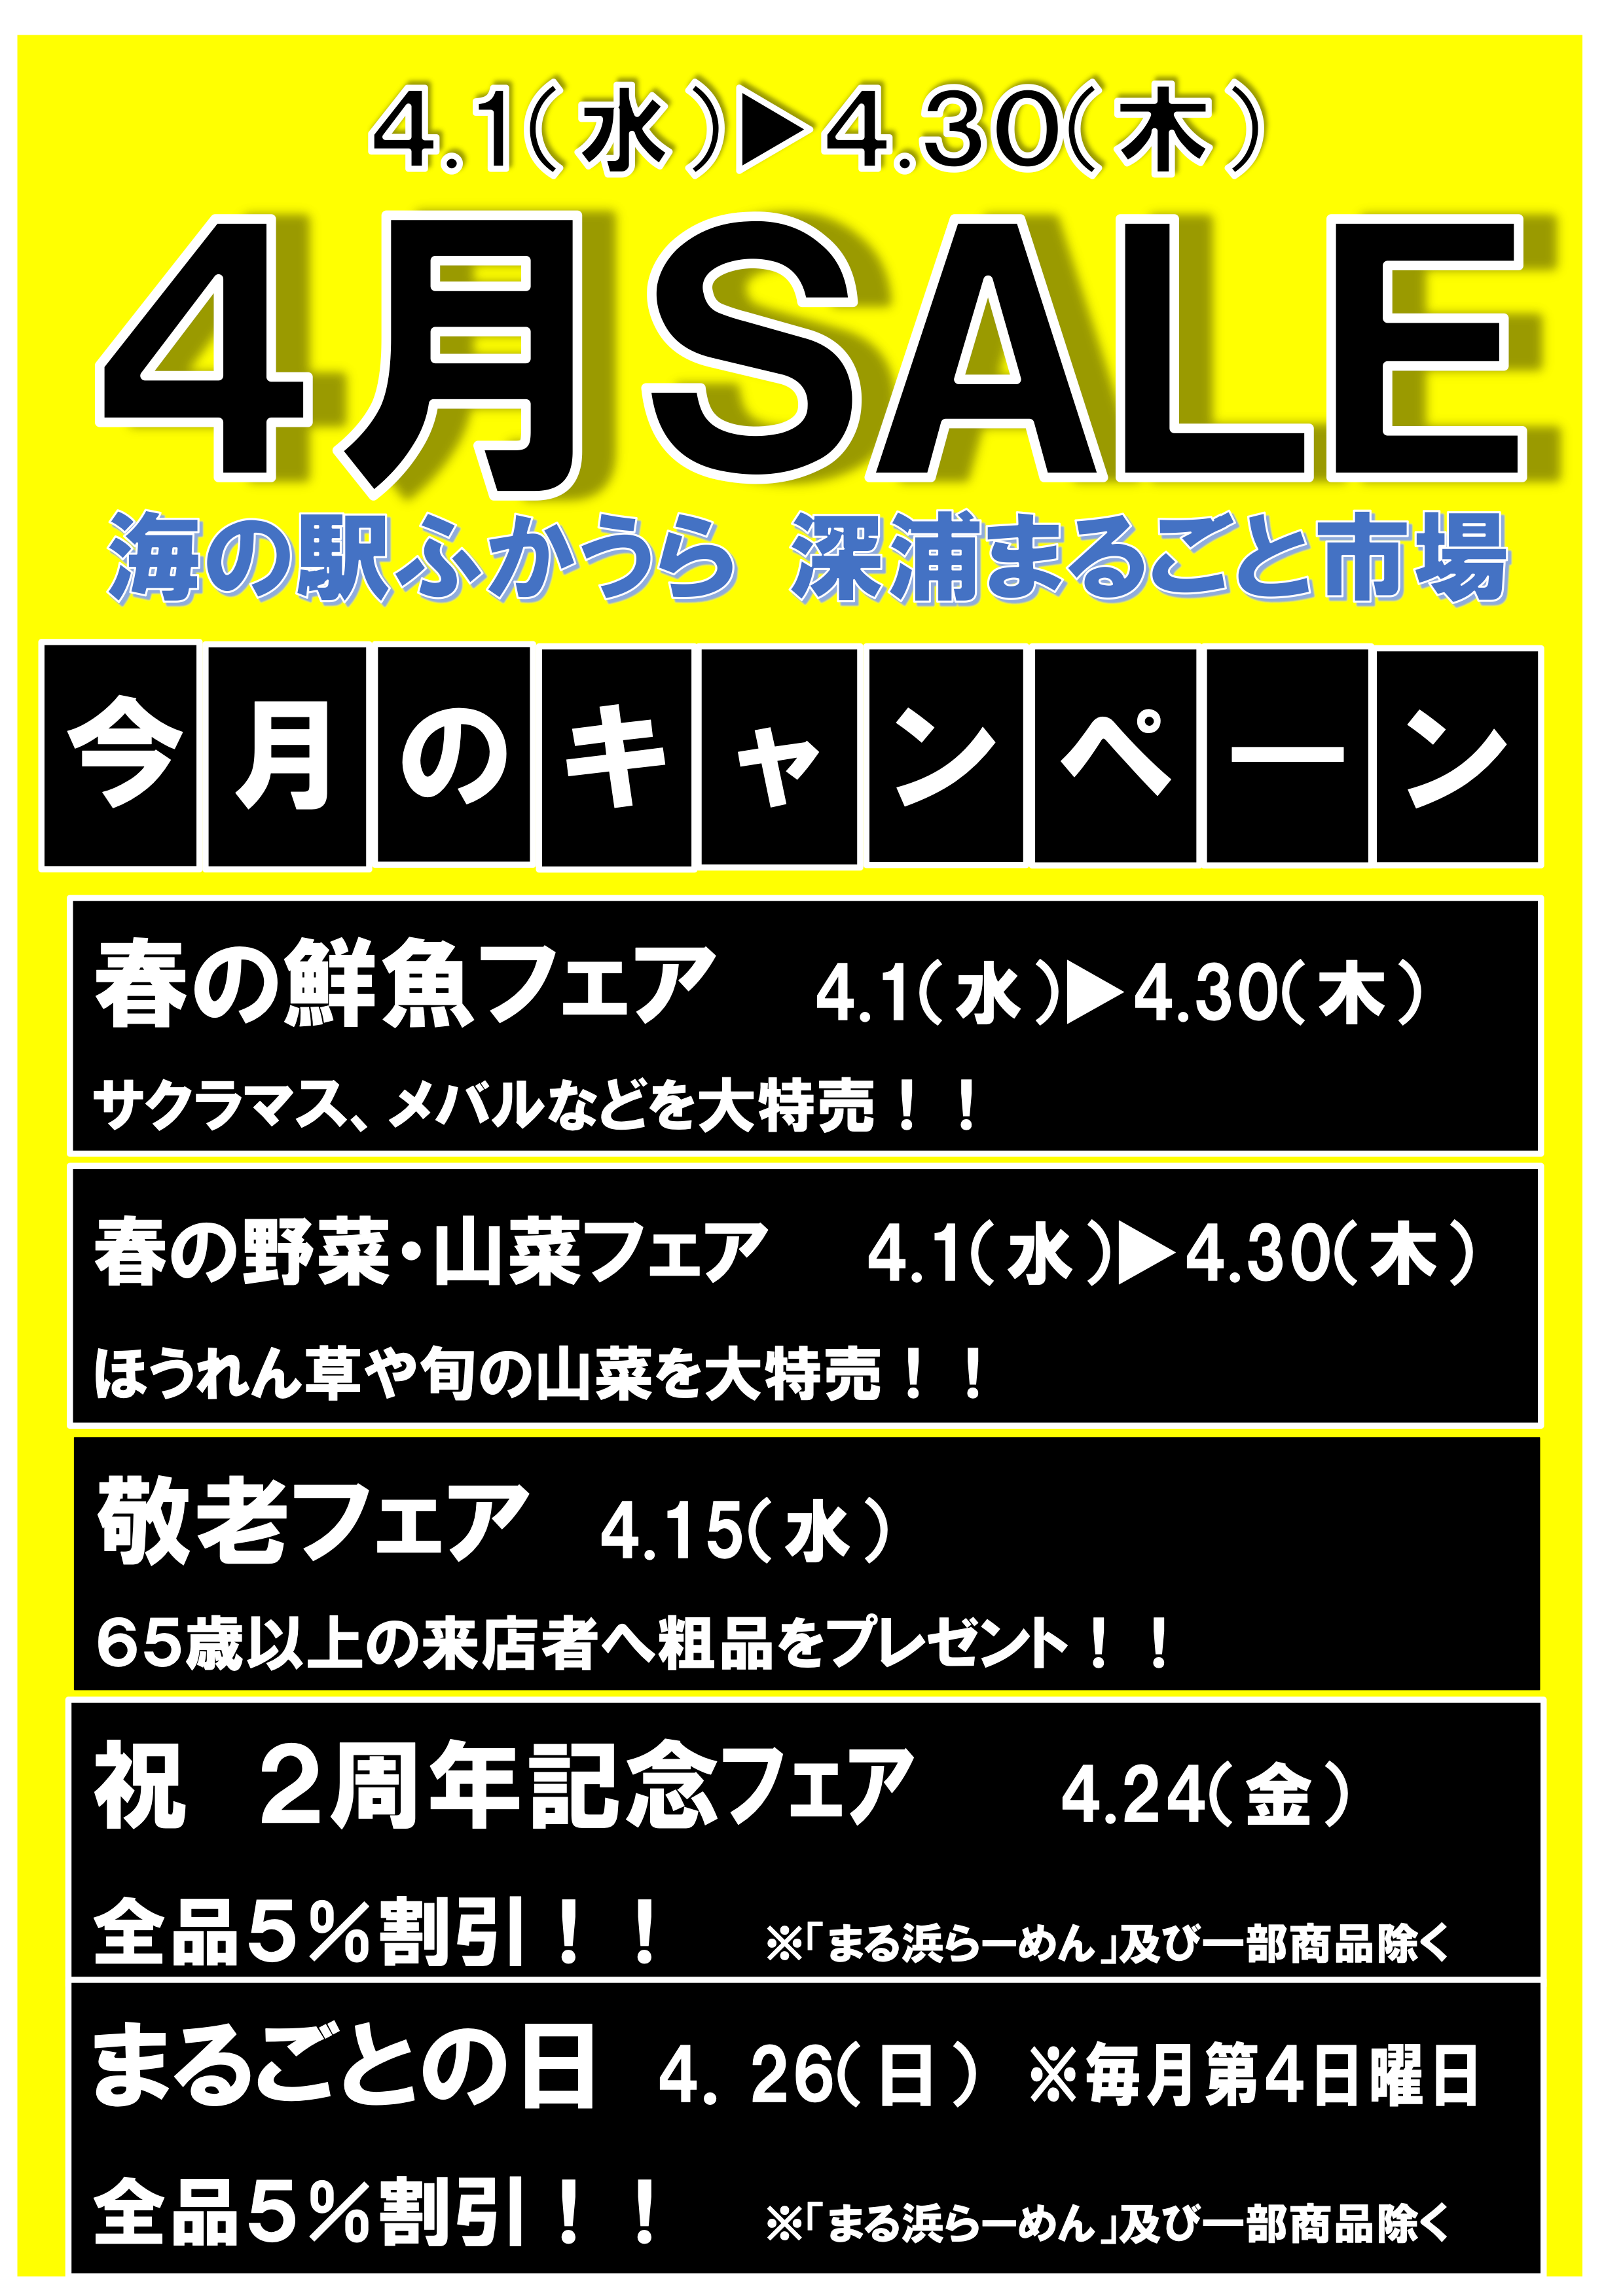 4.1(水)▶4.30(木)
４月SALE
海の駅ふかうら 深浦まるごと市場
今月のキャンペーン
春の鮮魚フェア 4.1(水)▶4.30(木)
サクラマス、メバルなどを大特売！！
春の野菜・山菜フェア 4.1(水)▶4.30(木)
ほうれん草や旬の山菜を大特売！！
敬老フェア 4.15(水)
６５歳以上の来店者へ粗品をプレゼント！！
祝 ２周年記念フェア 4.24(金)
全品５％割引！！ ※「まる浜らーめん」及び一部商品除く
まるごとの日 4. 26(日) ※毎月第4日曜日
全品５％割引！！ ※「まる浜らーめん」及び一部商品除く